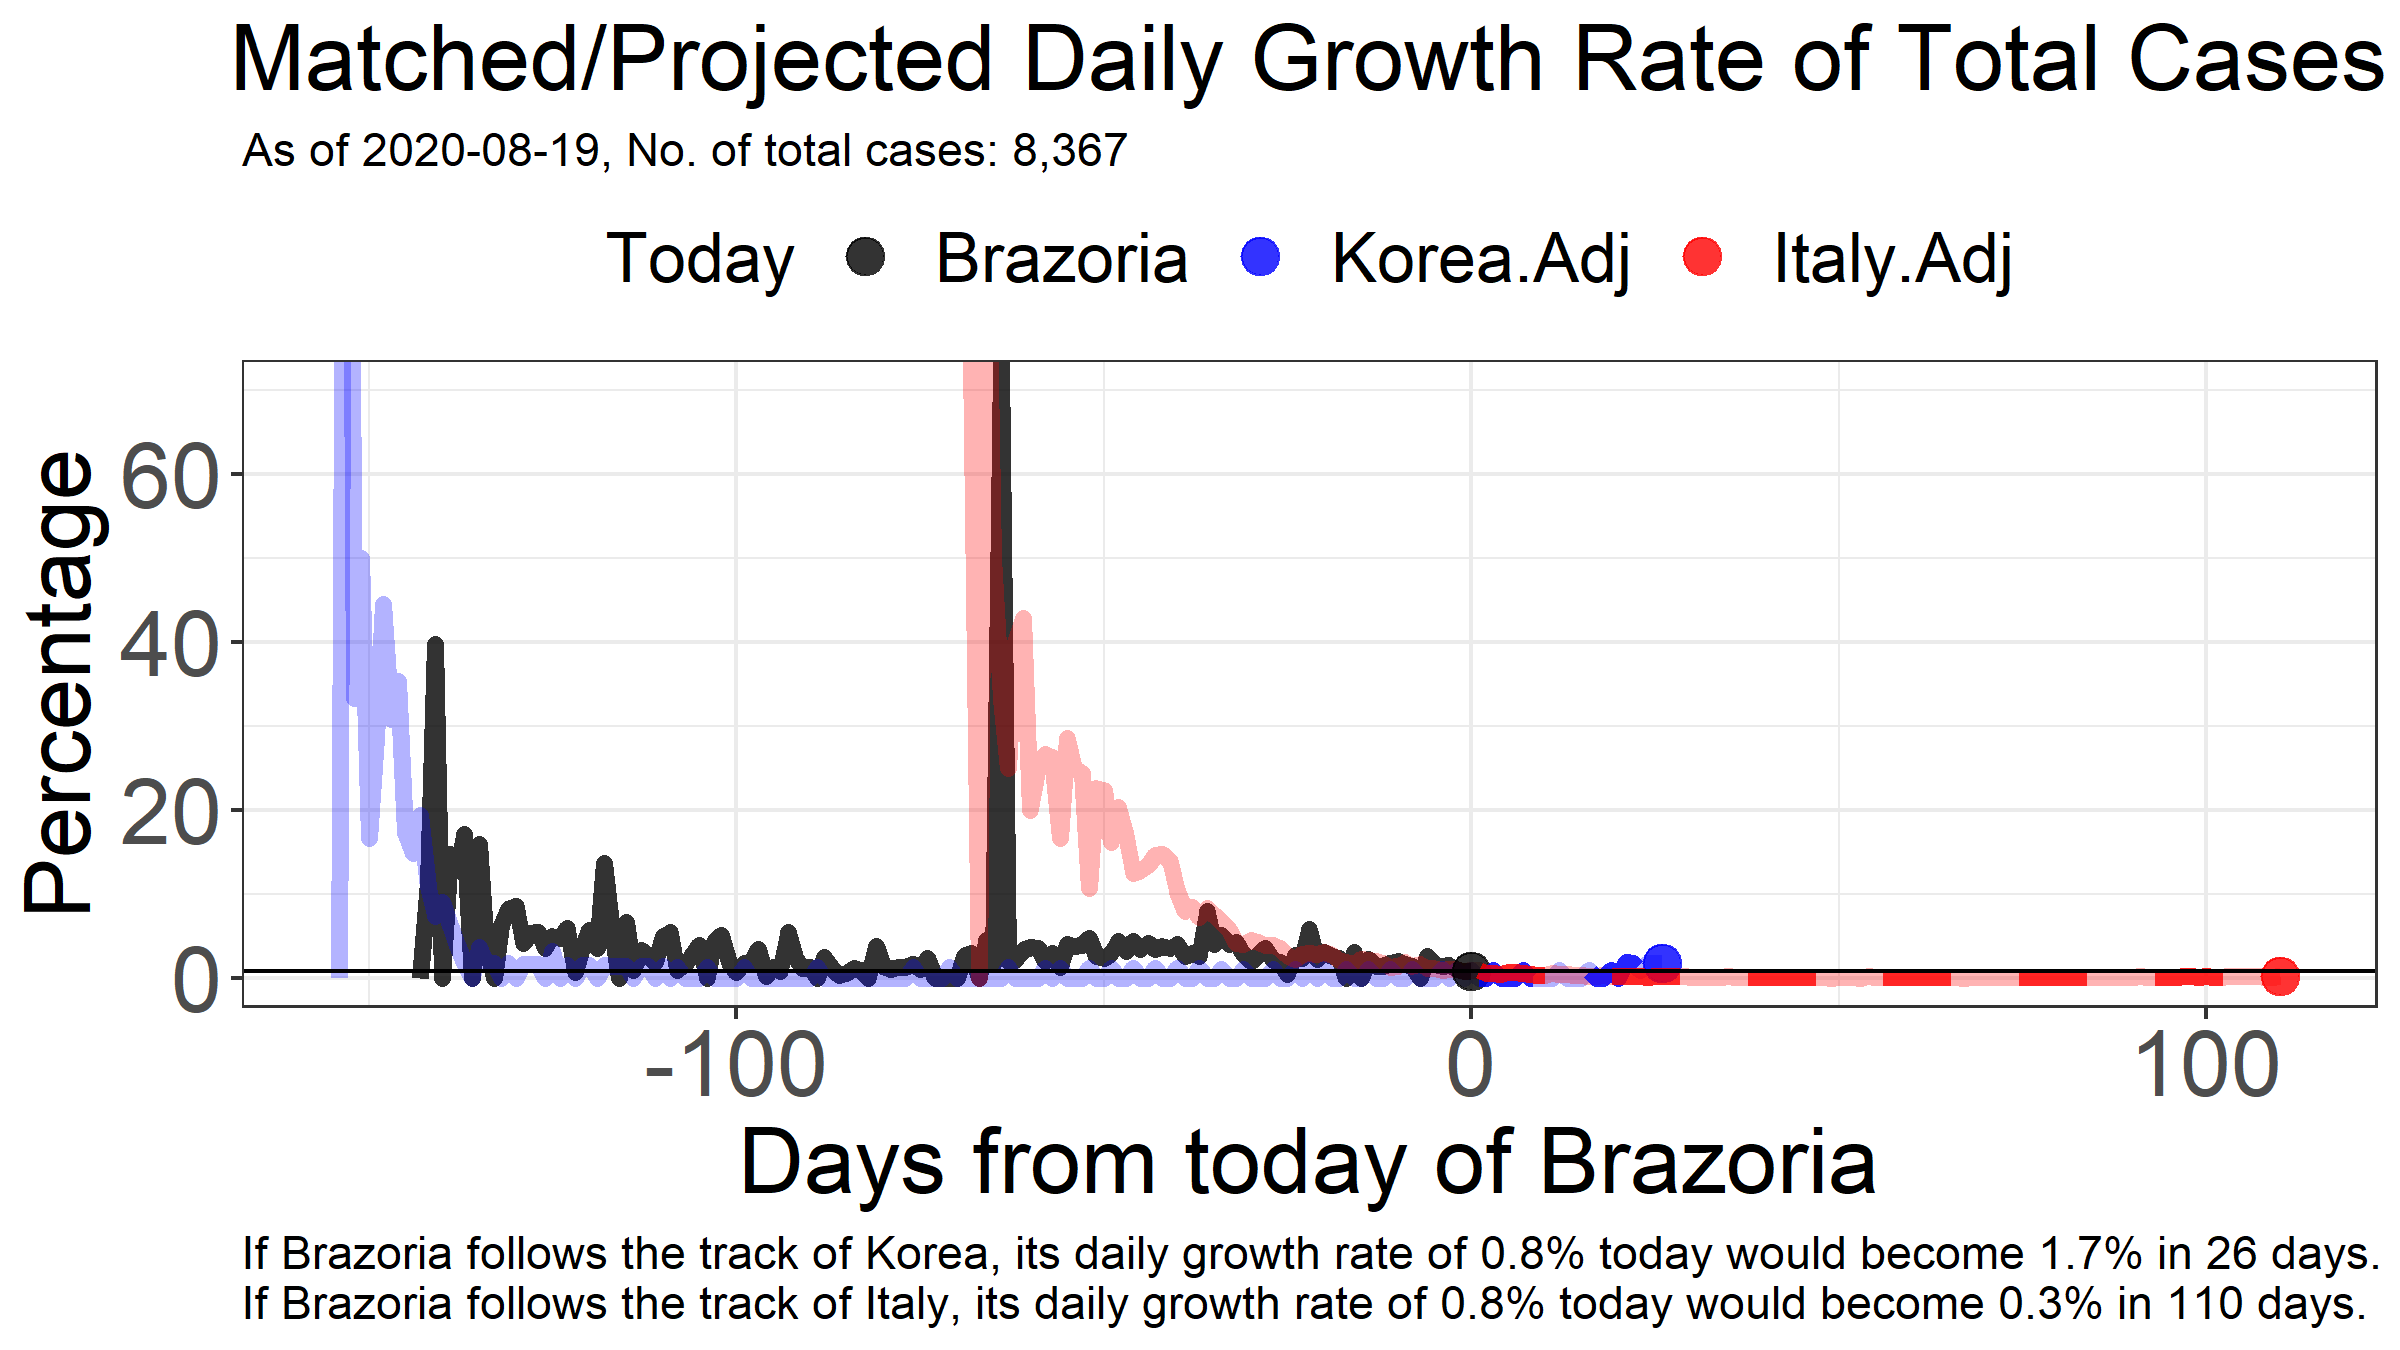 Matched/Projected Daily Growth Rate of Total Cases
As of 2020-08-19, No. of total cases: 8,367
Today Brazoria Korea.Adj Italy.Adj
Percentage
60
40
20
0
-100 0 100
Days from today of Brazoria
If Brazoria follows the track of Korea, its daily growth rate of 0.8% today would become 1.7% in 26 days.
If Brazoria follows the track of Italy, its daily growth rate of 0.8% today would become 0.3% in 110 days.